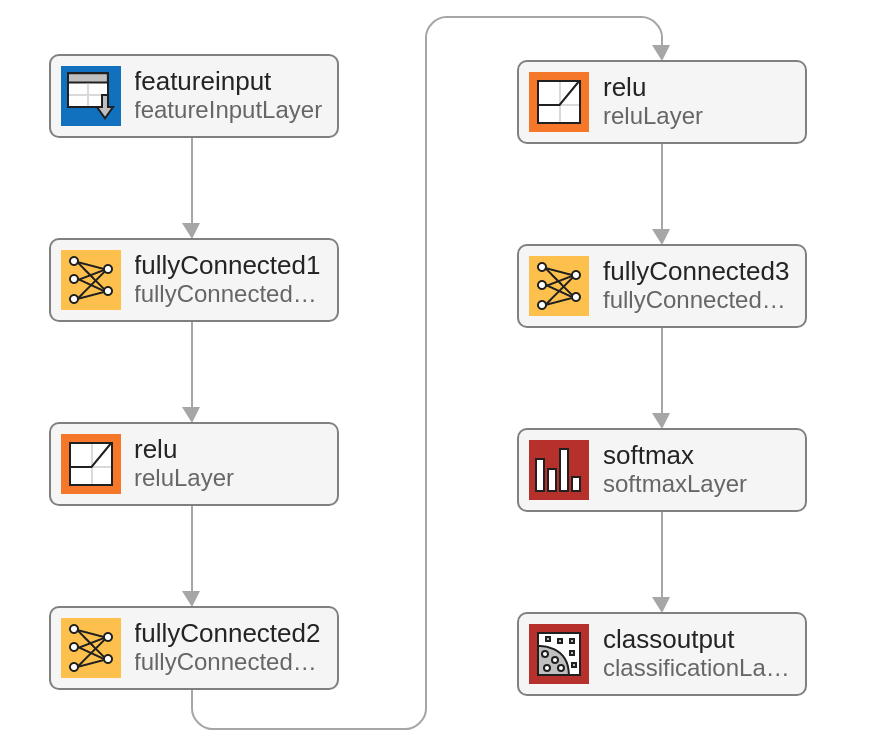 featureinput
featureInputLayer
fullyConnected1
fullyConnected…
relu
reluLayer
fullyConnected2
fullyConnected…
relu
reluLayer
fullyConnected3
fullyConnected…
softmax
softmaxLayer
classoutput
classificationLa…